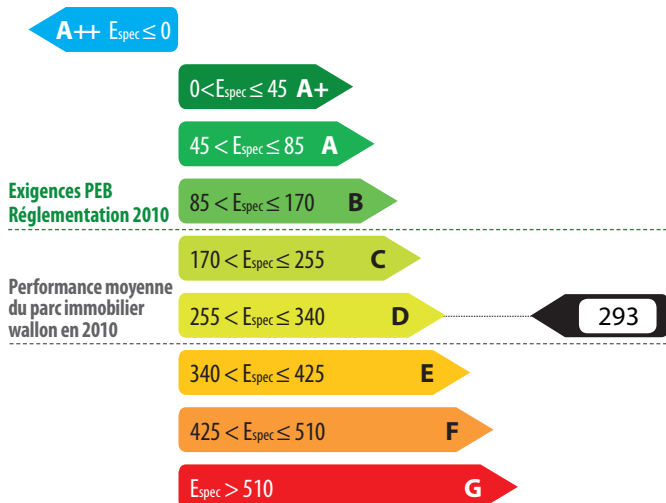 A++ Espec ≤ 0
0 < Espec ≤ 45 A+
45 < Espec ≤ 85 A
Exigences PEB
Réglementation 2010
85 < Espec ≤ 170 B
170 < Espec ≤ 255 C
Performance moyenne
du parc immobilier
wallon en 2010
255 < Espec ≤ 340 D
293
340 < Espec ≤ 425 E
425 < Espec ≤ 510 F
Espec > 510 G